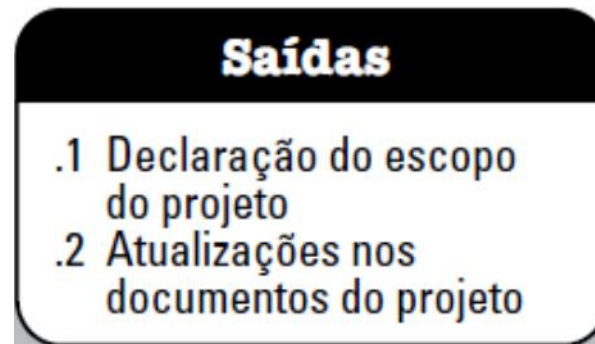 Saídas
.1 Declaração do escopo
do projeto
.2 Atualizações nos
documentos do projeto